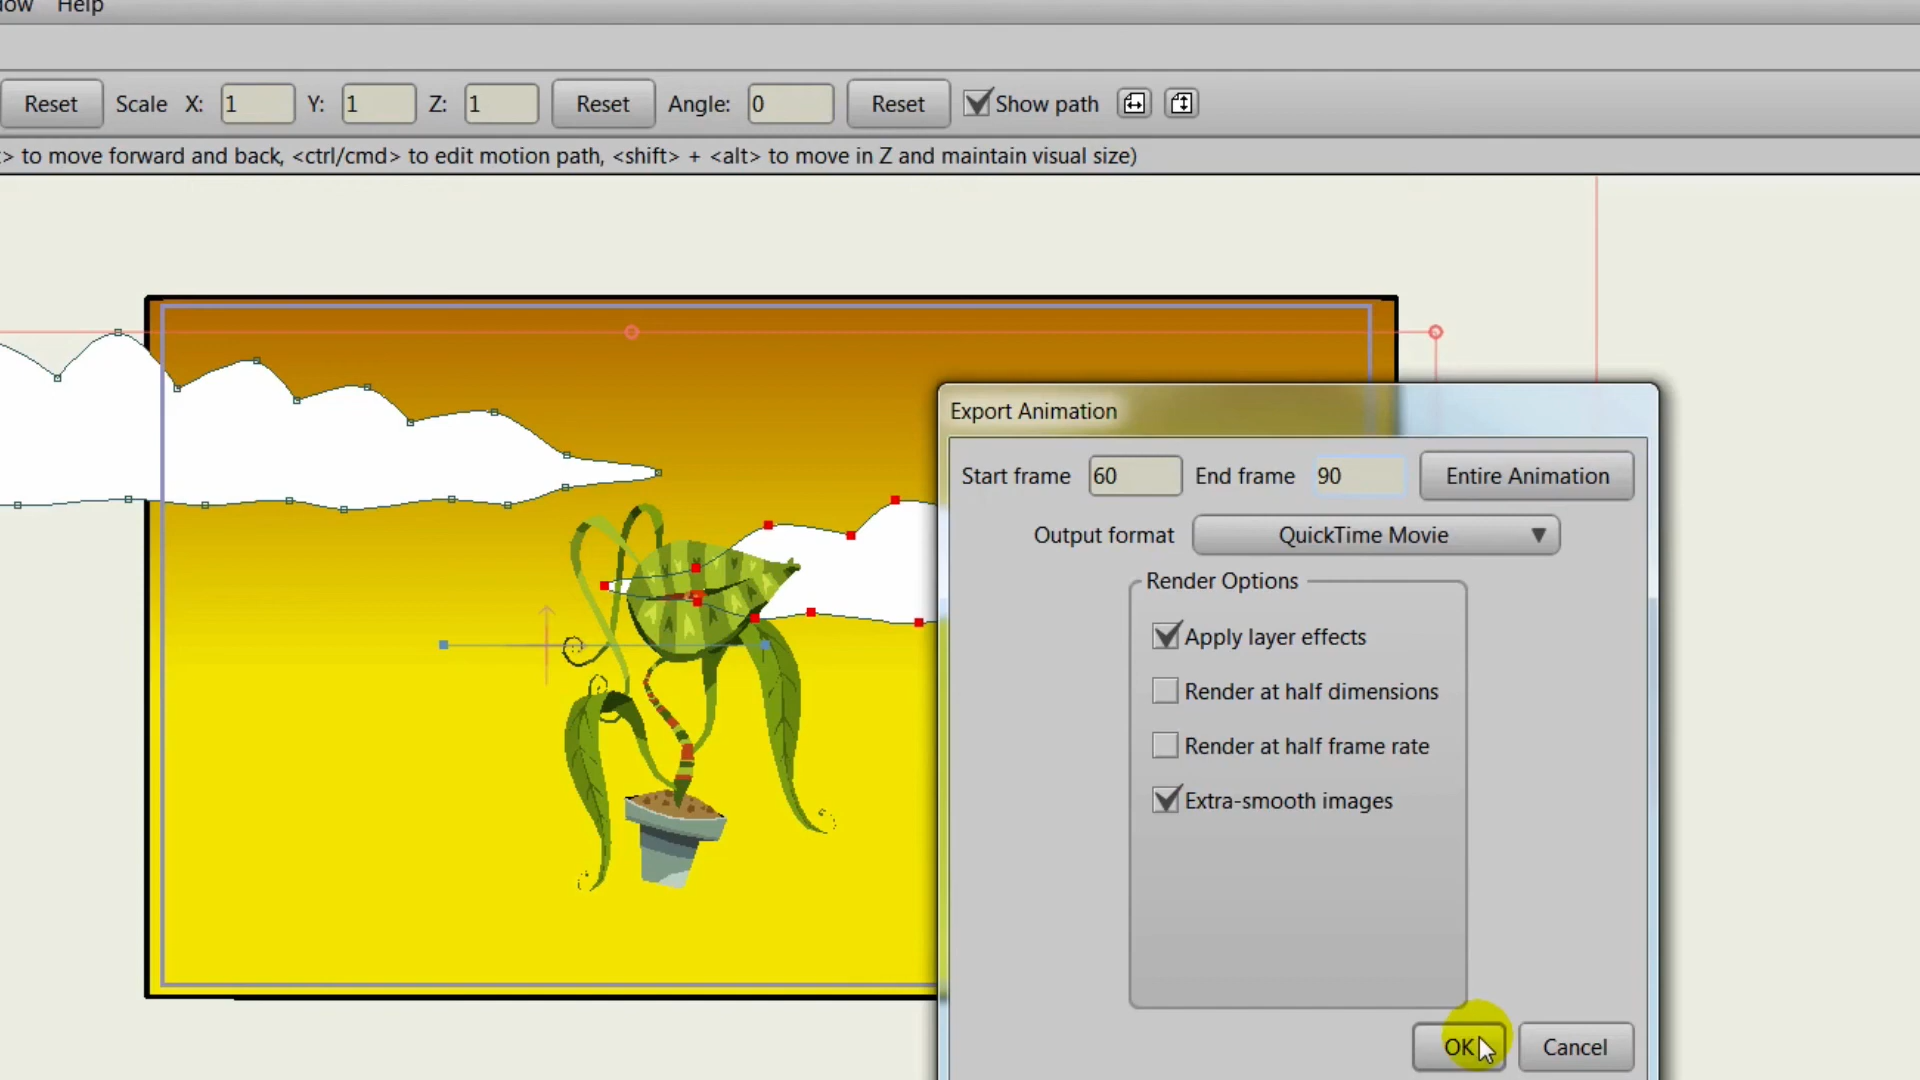 Help
Reset Scale X: 1 Y: 1 Z: 1 Reset Angle: 0 Reset Show path
> to move forward and back, <ctrl/cmd> to edit motion path, <shift> + <alt> to move in Z and maintain visual size)
Export Animation
Start frame 60 End frame 90 Entire Animation
Output format QuickTime Movie
Render Options
Apply layer effects
Render at half dimensions
Render at half frame rate
Extra-smooth images
OK Cancel